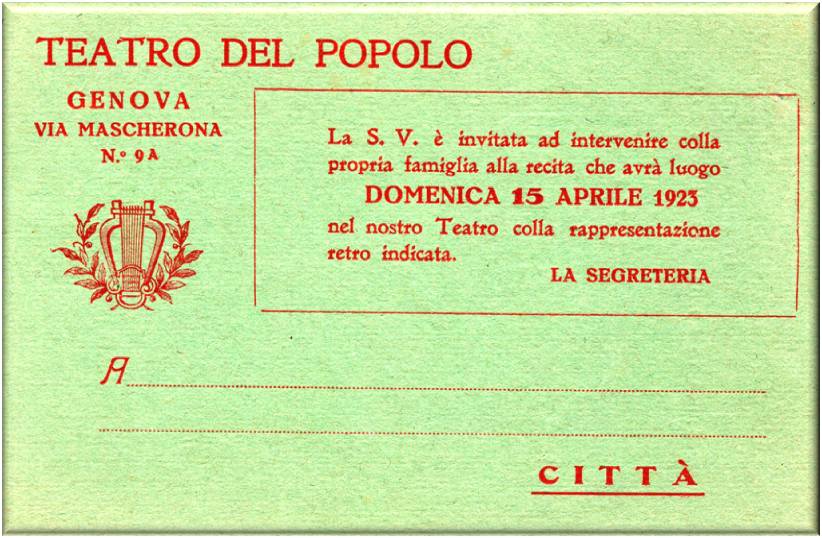 TEATRO DEL POPOLO
GENOVA
VIA MASCHERONA
N.º 9A
La S. V. è invitata ad intervenire colla
propria famiglia alla recita che avrà luogo
DOMENICA 15 APRILE 1923
nel nostro Teatro colla rappresentazione
retro indicata.
LA SEGRETERIA
A
CITTÀ